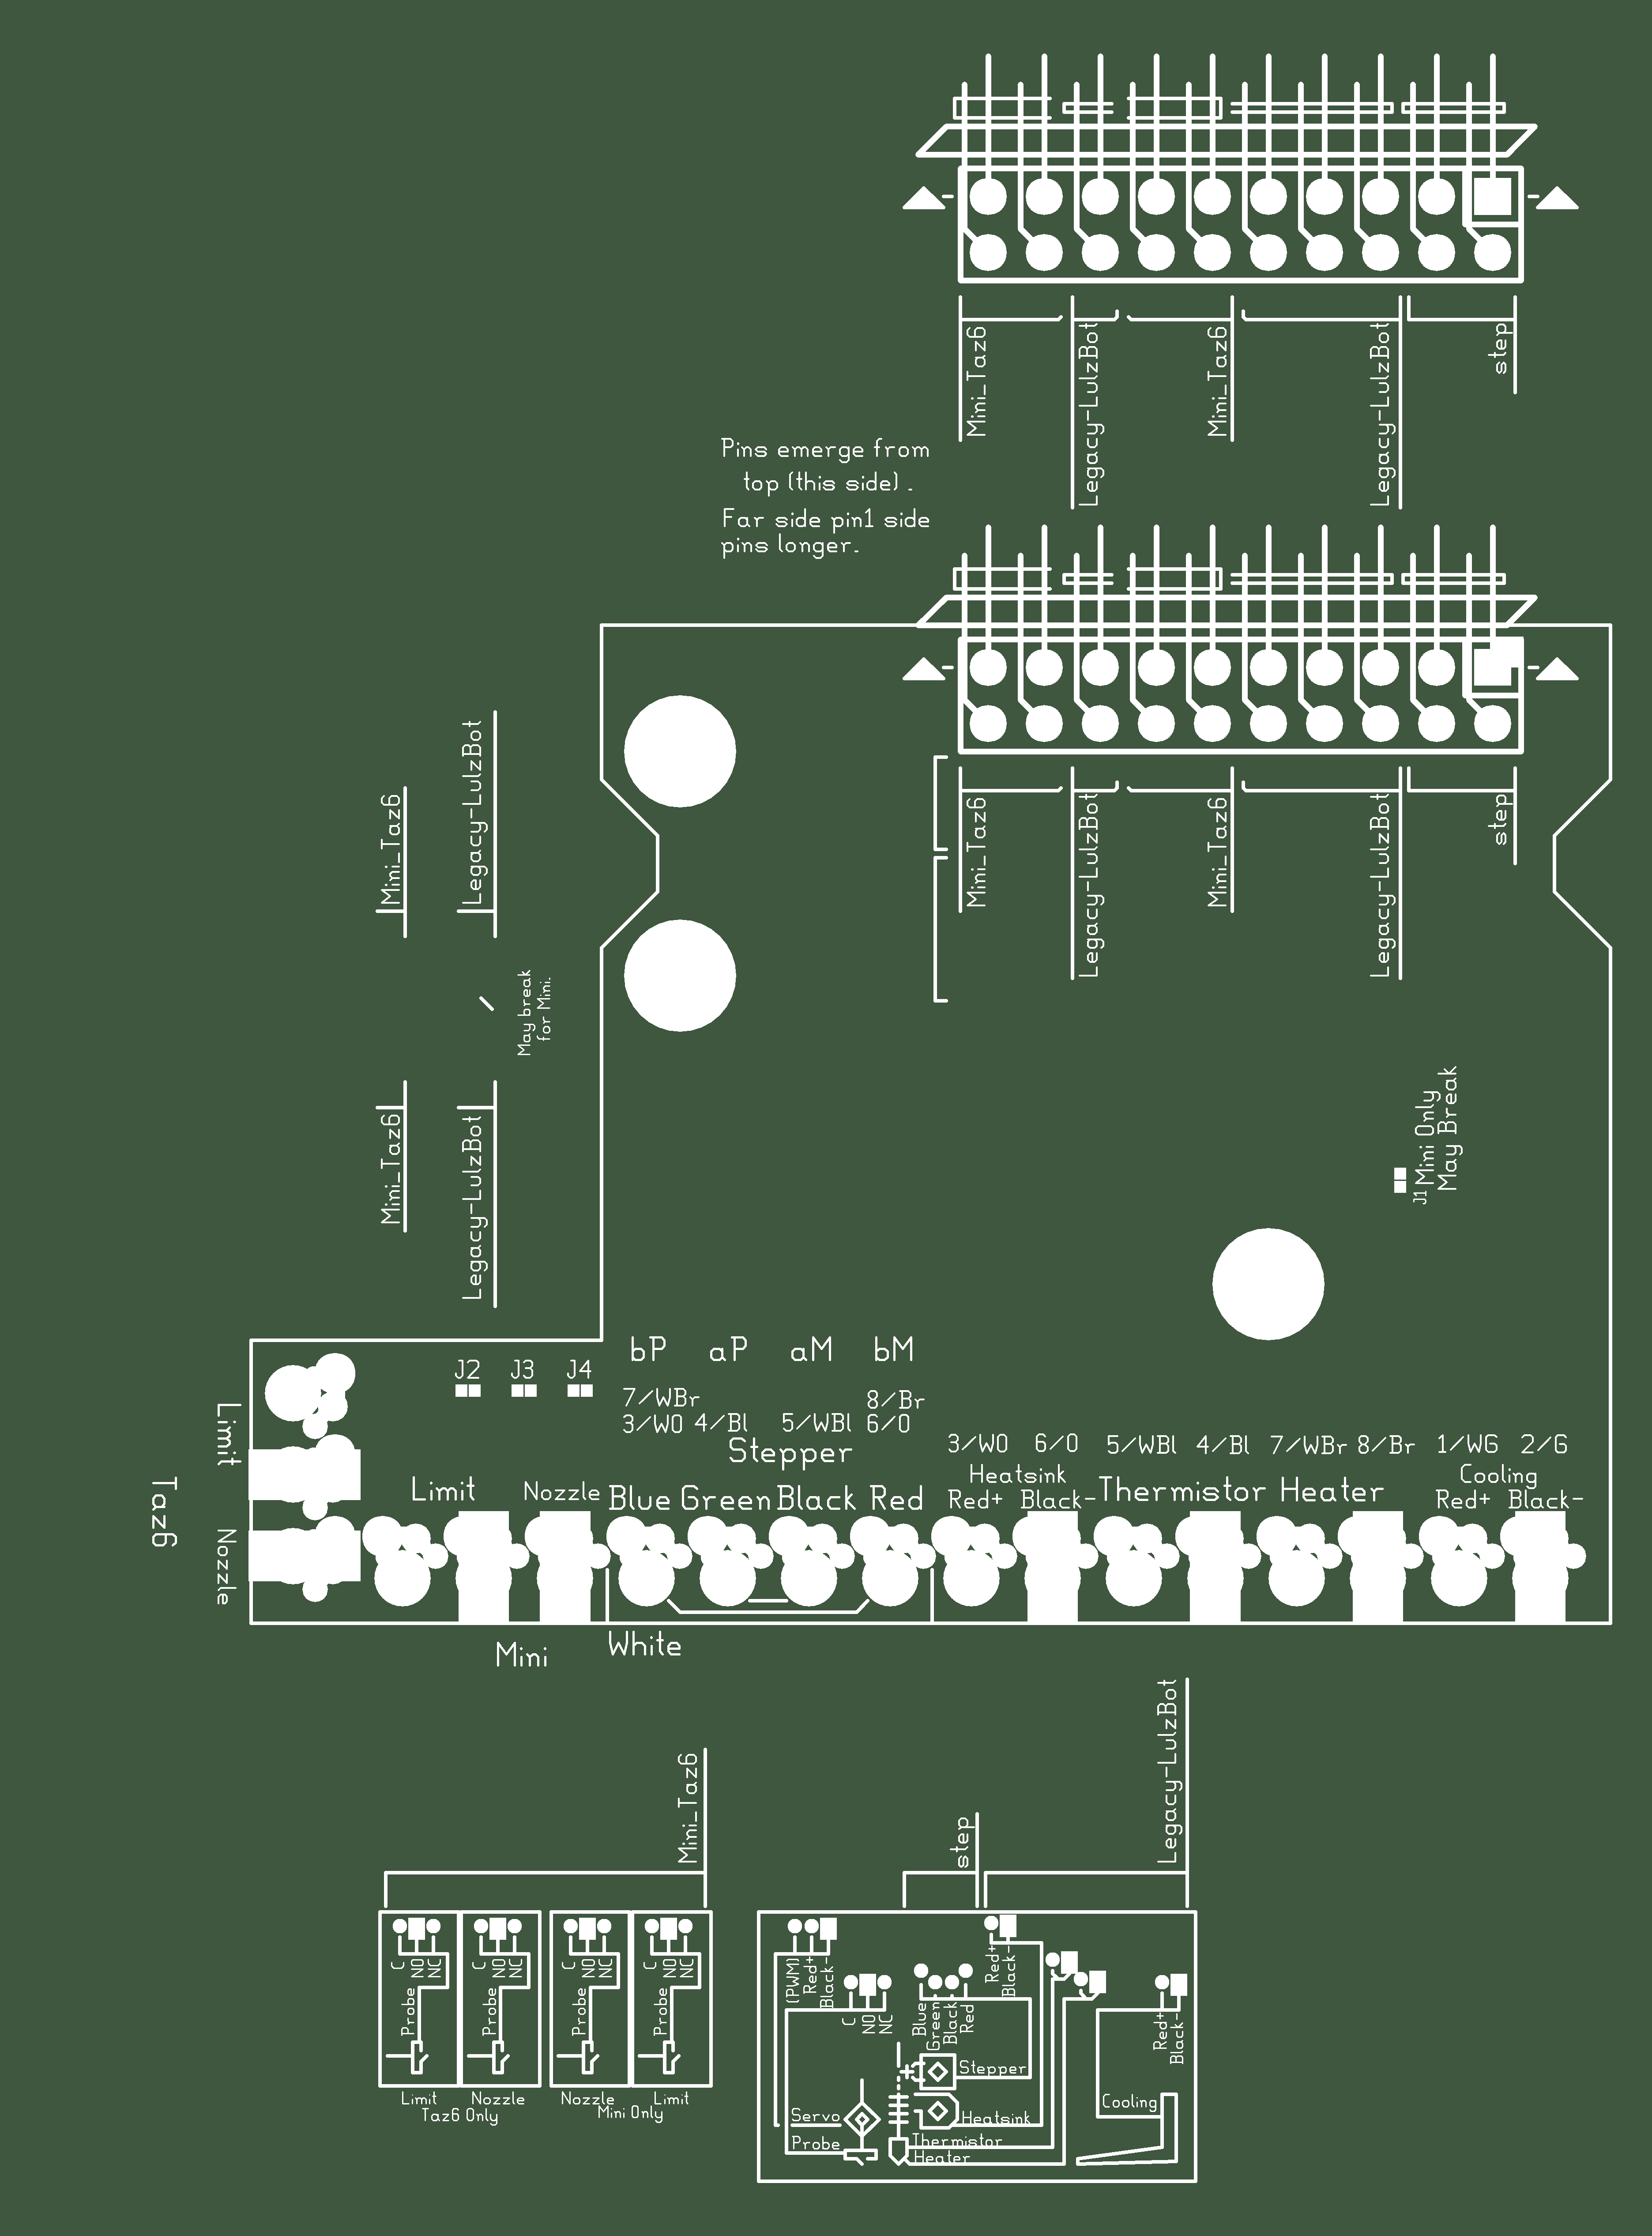 Mini_Taz6
Legacy-LulzBot
Mini_Taz6
Legacy-LulzBot
step
Pins emerge from
top (this side) .
Far side pin1 side
pins longer.
Mini_Taz6
Legacy-LulzBot
Mini_Taz6
Legacy-LulzBot
step
Mini_Taz6
Legacy-LulzBot
May break
for Mini.
Mini_Taz6
Legacy-LulzBot
J1
Mini Only
May Break
bP aP aM bM
J2 J3 J4
7/WBr 8/Br
3/WO 4/Bl 5/WBl 6/O
Stepper
3/WO 6/O 5/WBl 4/Bl 7/WBr 8/Br 1/WG 2/G
Heatsink Cooling
Limit Nozzle Blue Green Black Red Red+ Black- Thermistor Heater Red+ Black-
Limit
Nozzle
Taz6
Mini
White
Mini_Taz6
step
Legacy-LulzBot
C
NO
NC
Probe
Limit
C
NO
NC
Probe
Nozzle
Taz6 Only
C
NO
NC
Probe
Nozzle
C
NO
NC
Probe
Limit
Mini Only
(PWM)
Red+
Black-
C
NO
NC
Blue
Green
Black
Red
Red+
Black-
Red+
Black-
Stepper
Cooling
Servo
Heatsink
Probe
Thermistor
Heater